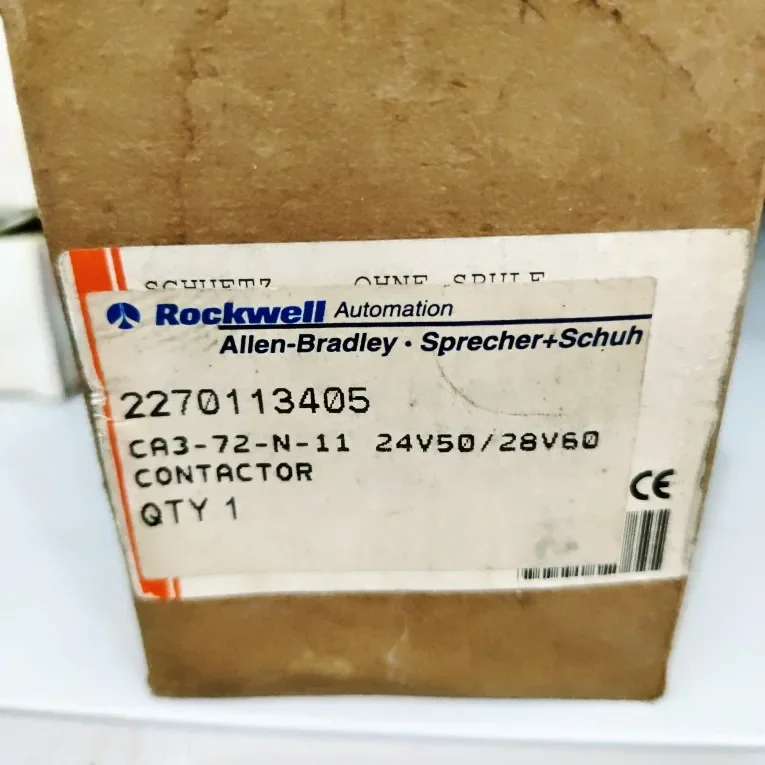 SCHUETZ OHNE SPULE
Rockwell Automation
Allen-Bradley · Sprecher+Schuh
2270113405
CA3-72-N-11 24V50/28V60
CONTACTOR
QTY 1
CE